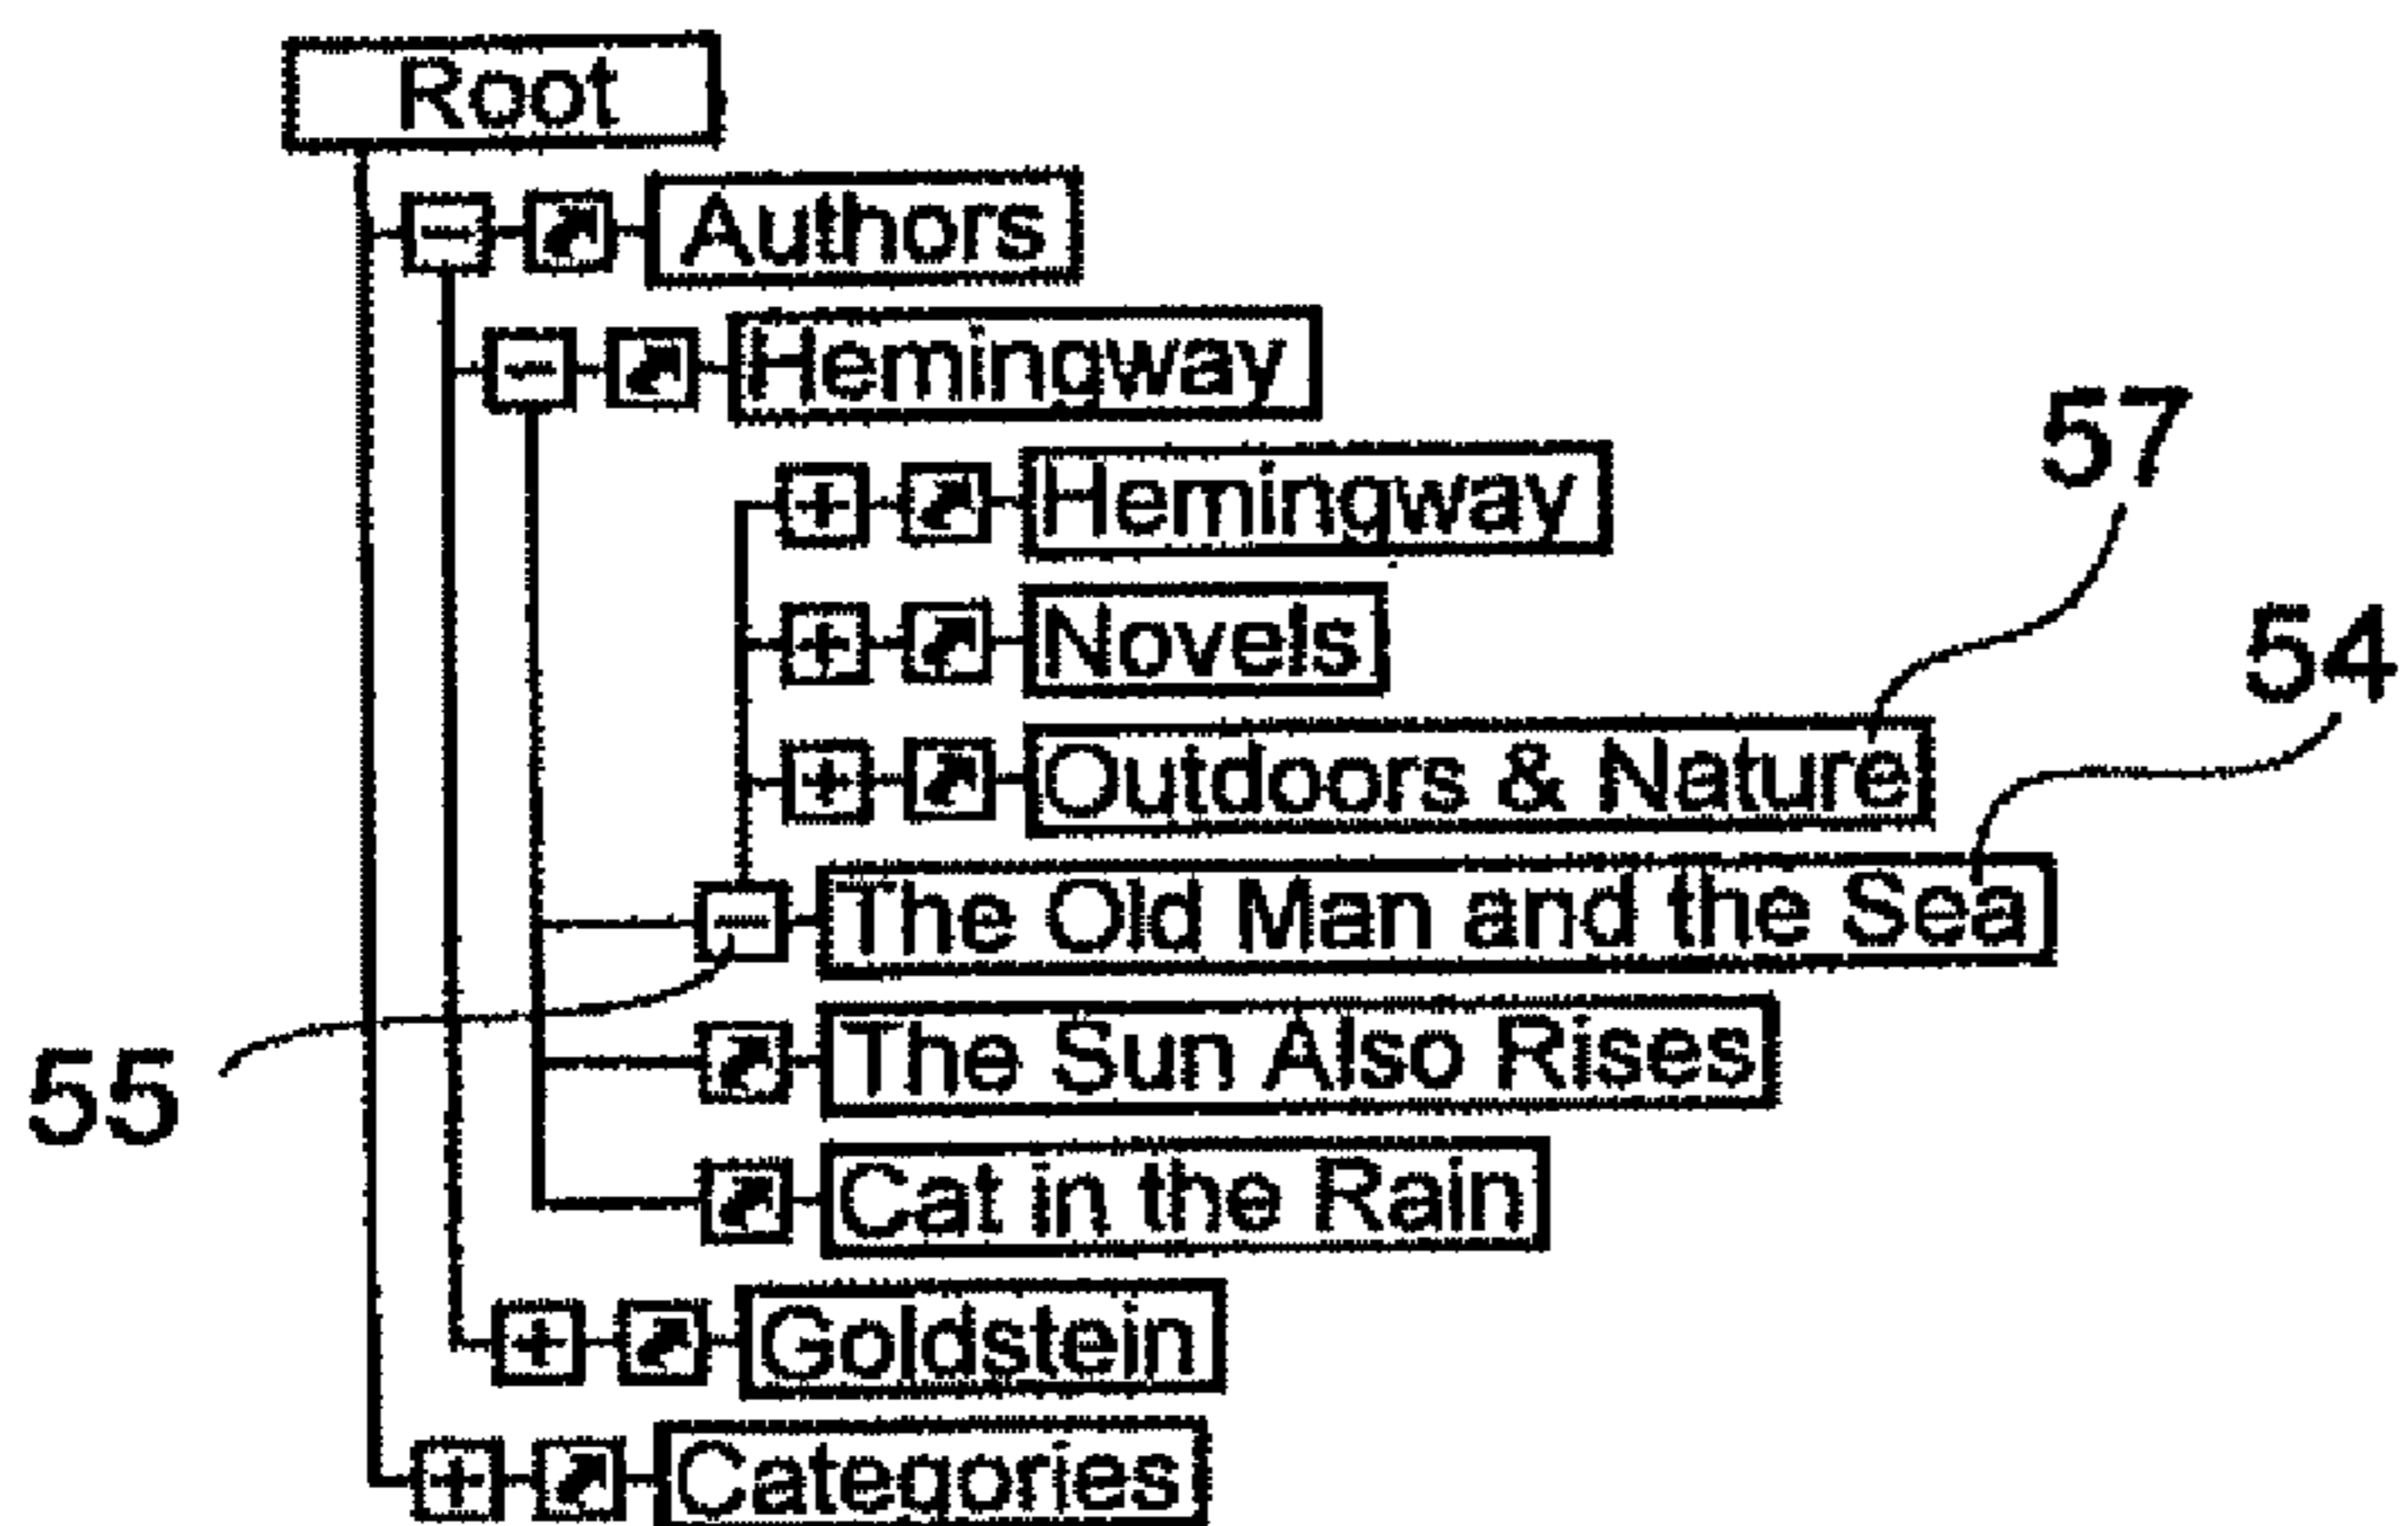 Root
Authors
Hemingway
Hemingway
57
Novels
54
Outdoors & Nature
The Old Man and the Sea
The Sun Also Rises
55
Cat in the Rain
Goldstein
Categories